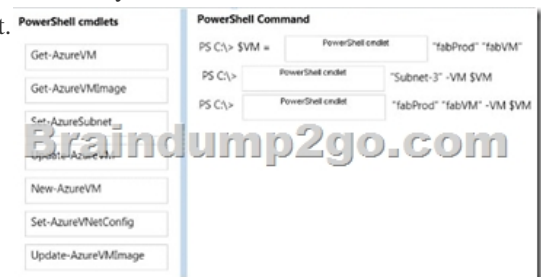 t.
PowerShell cmdlets
Get-AzureVM
Get-AzureVMImage
Set-AzureSubnet
Update-AzureVM
New-AzureVM
Set-AzureVNetConfig
Update-AzureVMImage
PowerShell Command
PS C:\> $VM = PowerShell cmdlet "fabProd" "fabVM"
PS C:\> PowerShell cmdlet "Subnet-3" -VM $VM
PS C:\> PowerShell cmdlet "fabProd" "fabVM" -VM $VM
Braindump2go.com